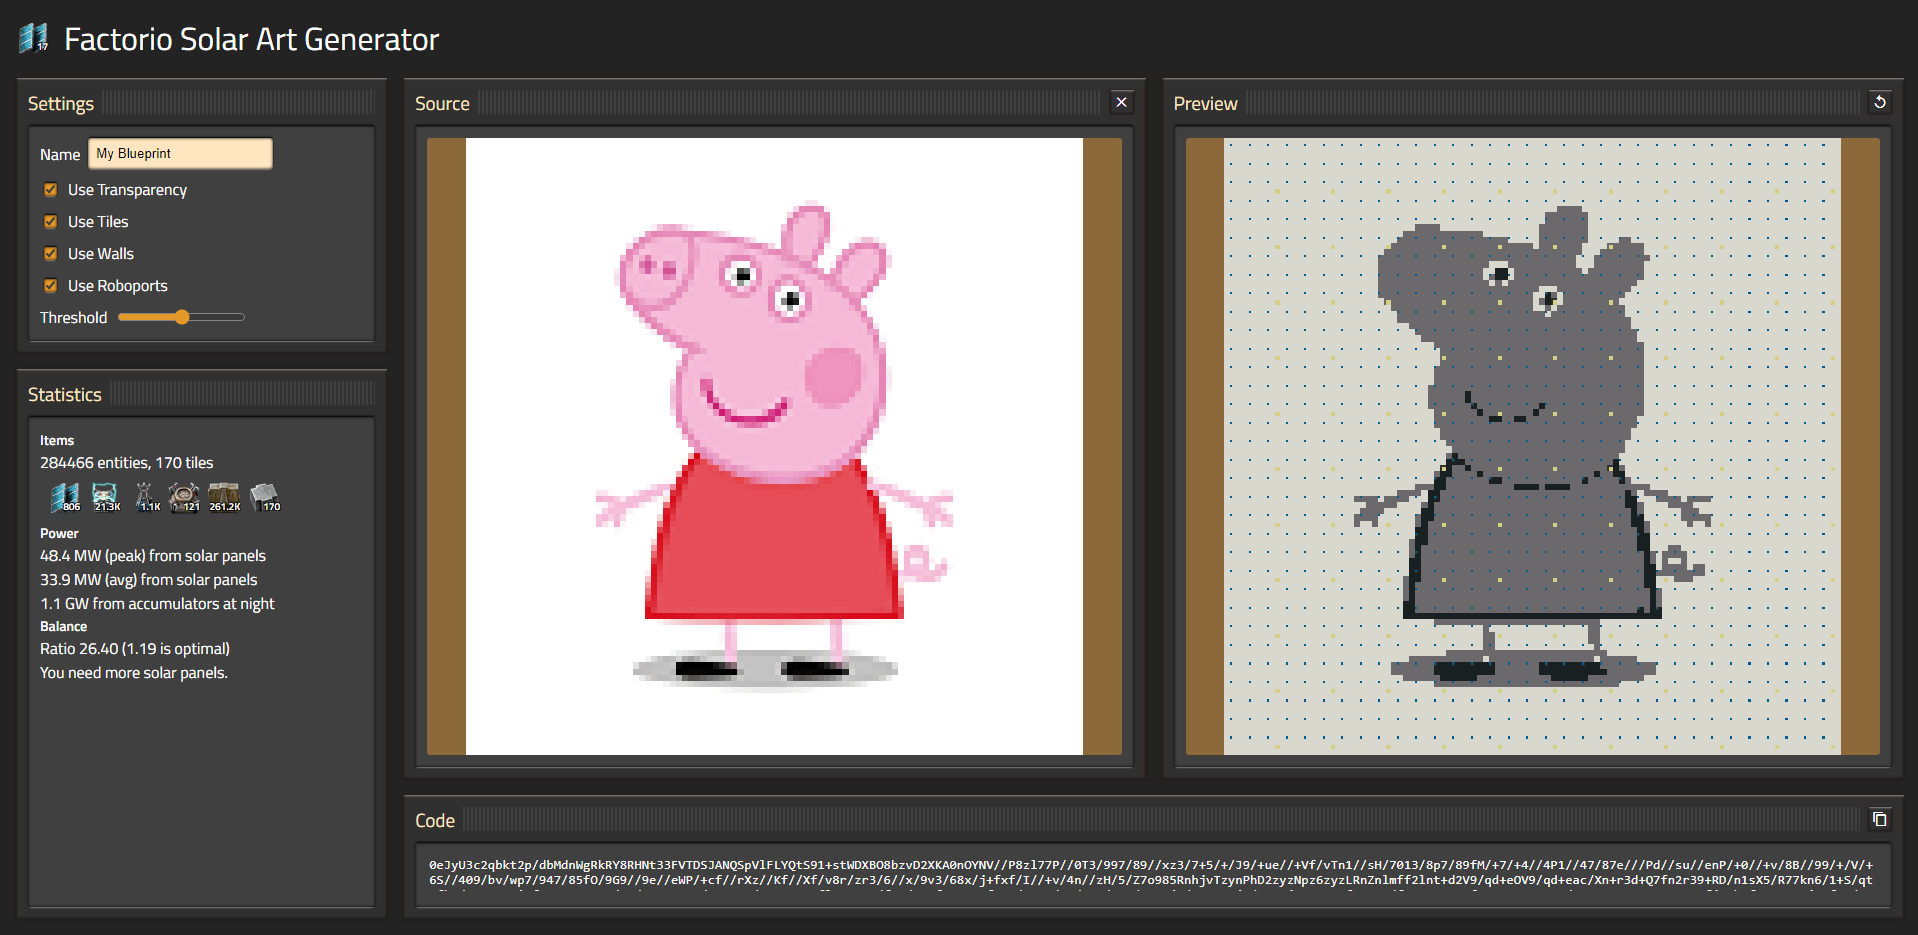 17
Factorio Solar Art Generator
Settings
Name My Blueprint
Use Transparency
Use Tiles
Use Walls
Use Roboports
Threshold
Statistics
Items
284466 entities, 170 tiles
806 21.3K 1.1K 121 261.2K 170
Power
48.4 MW (peak) from solar panels
33.9 MW (avg) from solar panels
1.1 GW from accumulators at night
Balance
Ratio 26.40 (1.19 is optimal)
You need more solar panels.
Source
Preview
Code
0eJyU3c2qbkt2p/dbMdnWgRkRY8RHNt33FVTDSJANQSpVlFLYQtS91+stWDXBO8bzvD2XKA0nOYNV//P8zl77P//0T3/997/89///xz3/7+5/+/J9/+ue//+Vf/vTn1//sH/7013/8p7/89fM/+7/+4//4P1//47/87e///Pd//su//enP/+0//+v/8B//99/+/V/+
6S//409/bv/wp7/947/85fO/9G9//9e//eWP/+cf//rXz//Kf//Xf/v8r/zr3/6//x/9v3/68x/j+fxf/I//+v/4n//zH/5/Z7o985RnhjvTzynPhD2zyzNpz6zyzLRnZnlmff2lnt+d2V9/qd+eOV9/qd+eac/Xn+r3d+Q7fn2r39+RD/n1sX5/R77kn6/1+/S/qt